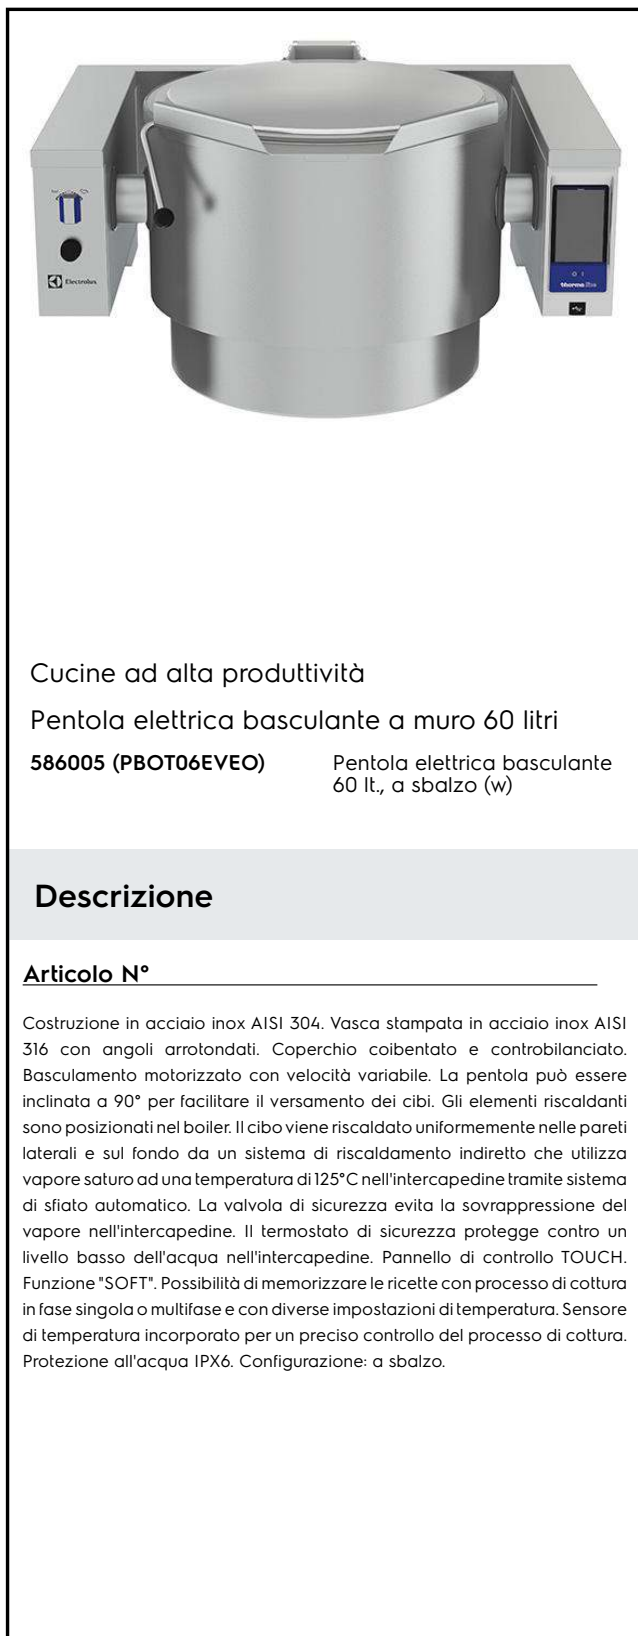 Electrolux
thermaline
Cucine ad alta produttività
Pentola elettrica basculante a muro 60 litri
586005 (PBOT06EVEO)
Pentola elettrica basculante
60 lt., a sbalzo (w)
Descrizione
Articolo N°
Costruzione in acciaio inox AISI 304. Vasca stampata in acciaio inox AISI
316 con angoli arrotondati. Coperchio coibentato e controbilanciato.
Basculamento motorizzato con velocità variabile. La pentola può essere
inclinata a 90° per facilitare il versamento dei cibi. Gli elementi riscaldanti
sono posizionati nel boiler. Il cibo viene riscaldato uniformemente nelle pareti
laterali e sul fondo da un sistema di riscaldamento indiretto che utilizza
vapore saturo ad una temperatura di 125°C nell'intercapedine tramite sistema
di sfiato automatico. La valvola di sicurezza evita la sovrappressione del
vapore nell'intercapedine. Il termostato di sicurezza protegge contro un
livello basso dell'acqua nell'intercapedine. Pannello di controllo TOUCH.
Funzione "SOFT". Possibilità di memorizzare le ricette con processo di cottura
in fase singola o multifase e con diverse impostazioni di temperatura. Sensore
di temperatura incorporato per un preciso controllo del processo di cottura.
Protezione all'acqua IPX6. Configurazione: a sbalzo.